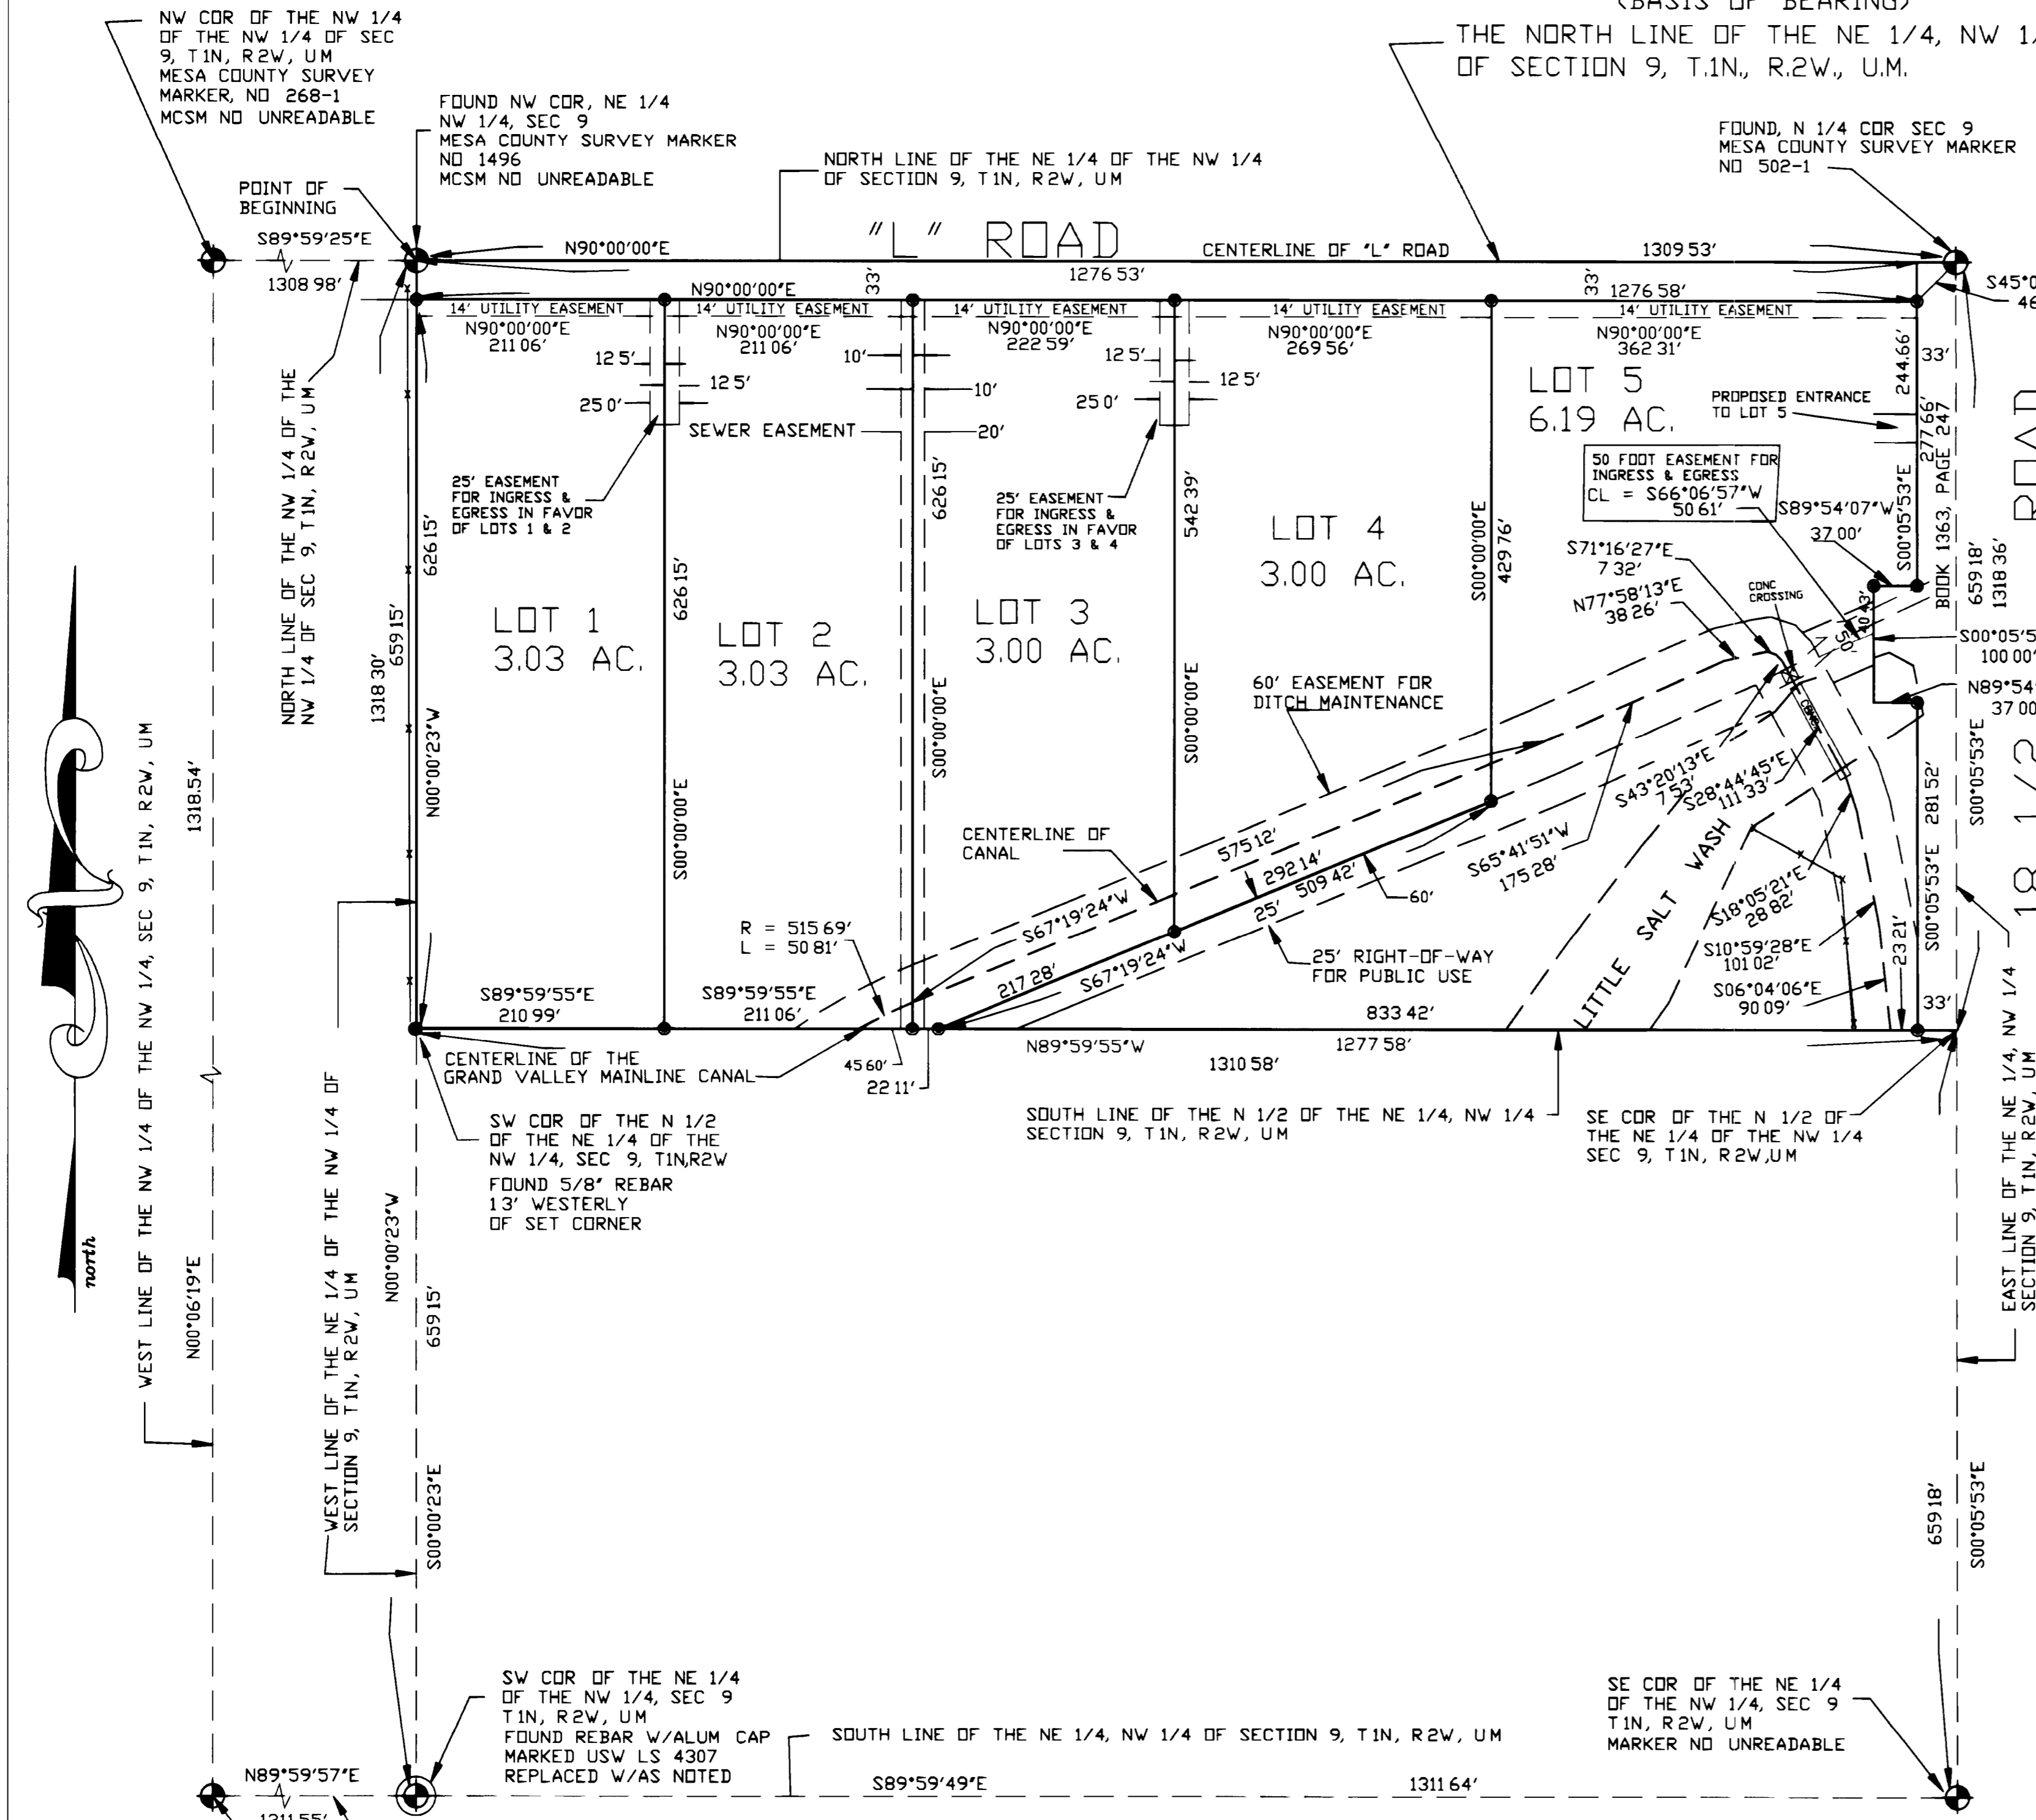 (BASIS OF BEARING)
THE NORTH LINE OF THE NE 1/4, NW
OF SECTION 9, T.1N., R.2W., U.M.
NW COR OF THE NW 1/4
OF THE NW 1/4 OF SEC
9, T1N, R2W, UM
MESA COUNTY SURVEY
MARKER, NO 268-1
MCSM NO UNREADABLE
FOUND NW COR, NE 1/4
NW 1/4, SEC 9
MESA COUNTY SURVEY MARKER
NO 1496
MCSM NO UNREADABLE
NORTH LINE OF THE NE 1/4 OF THE NW 1/4
OF SECTION 9, T1N, R2W, UM
FOUND, N 1/4 COR SEC 9
MESA COUNTY SURVEY MARKER
NO 502-1
POINT OF
BEGINNING
S89°59'25"E
1308 98'
N90°00'00"E
"L" ROAD
CENTERLINE OF "L" ROAD
1309 53'
1276 53'
33'
33'
N90°00'00"E
1276 58'
14' UTILITY EASEMENT
14' UTILITY EASEMENT
14' UTILITY EASEMENT
14' UTILITY EASEMENT
14' UTILITY EASEMENT
N90°00'00"E
211 06'
N90°00'00"E
211 06'
N90°00'00"E
222 59'
N90°00'00"E
269 56'
N90°00'00"E
362 31'
12 5'
12 5'
25 0'
10'
10'
20'
12 5'
12 5'
25 0'
SEWER EASEMENT
25' EASEMENT
FOR INGRESS &
EGRESS IN FAVOR
OF LOTS 1 & 2
25' EASEMENT
FOR INGRESS &
EGRESS IN FAVOR
OF LOTS 3 & 4
LOT 5
6.19 AC.
PROPOSED ENTRANCE
TO LOT 5
50 FOOT EASEMENT FOR
INGRESS & EGRESS
CL = S66°06'57"W
50 61'
S89°54'07"W
37 00'
244.66'
277.66'
33'
S00°05'53"E
BOOK 1363, PAGE 247
659 18'
1318 36'
ROAD
18 1/2
NORTH LINE OF THE NW 1/4 OF THE
NW 1/4 OF SEC 9, T1N, R2W, UM
626 15'
659 15'
1318 30'
N00°00'23"W
LOT 1
3.03 AC.
626 15'
S00°00'00"E
LOT 2
3.03 AC.
626 15'
S00°00'00"E
LOT 3
3.00 AC.
542 39'
S00°00'00"E
LOT 4
3.00 AC.
S00°00'00"E
429 76'
S71°16'27"E
7 32'
N77°58'13"E
38 26'
CONC
CROSSING
40 43'
50'
100 00'
37 00'
60' EASEMENT FOR
DITCH MAINTENANCE
S43°20'13"E
7 53'
S28°44'45"E
111 33'
S65°41'51"W
175 28'
LITTLE SALT WASH
S18°05'21"E
28 82'
S10°59'28"E
101 02'
S06°04'06"E
90 09'
23 21'
S00°05'53"E 281 52'
S00°05'53"E
33'
CENTERLINE OF
CANAL
575 12'
292 14'
509 42'
25'
60'
S67°19'24"W
S67°19'24"W
217 28'
25' RIGHT-OF-WAY
FOR PUBLIC USE
R = 515 69'
L = 50 81'
S89°59'55"E
210 99'
S89°59'55"E
211 06'
833 42'
N89°59'55"W
1277 58'
1310 58'
45 60'
22 11'
CENTERLINE OF THE
GRAND VALLEY MAINLINE CANAL
SW COR OF THE N 1/2
OF THE NE 1/4 OF THE
NW 1/4, SEC 9, T1N,R2W
FOUND 5/8" REBAR
13' WESTERLY
OF SET CORNER
SOUTH LINE OF THE N 1/2 OF THE NE 1/4, NW 1/4
SECTION 9, T1N, R2W, UM
SE COR OF THE N 1/2 OF
THE NE 1/4 OF THE NW 1/4
SEC 9, T1N, R2W,UM
WEST LINE OF THE NW 1/4 OF THE NW 1/4, SEC 9, T1N, R2W, UM
1318.54'
N00°06'19"E
north
WEST LINE OF THE NE 1/4 OF THE NW 1/4 OF
SECTION 9, T1N, R2W, UM
N00°00'23"W
659 15'
S00°00'23"E
EAST LINE OF THE NE 1/4, NW 1/4
SECTION 9, T1N, R2W, UM
659 18'
S00°05'53"E
SW COR OF THE NE 1/4
OF THE NW 1/4, SEC 9
T1N, R2W, UM
FOUND REBAR W/ALUM CAP
MARKED USW LS 4307
REPLACED W/AS NOTED
SOUTH LINE OF THE NE 1/4, NW 1/4 OF SECTION 9, T1N, R2W, UM
SE COR OF THE NE 1/4
OF THE NW 1/4, SEC 9
T1N, R2W, UM
MARKER NO UNREADABLE
N89°59'57"E
1311 55'
S89°59'49"E
1311 64'